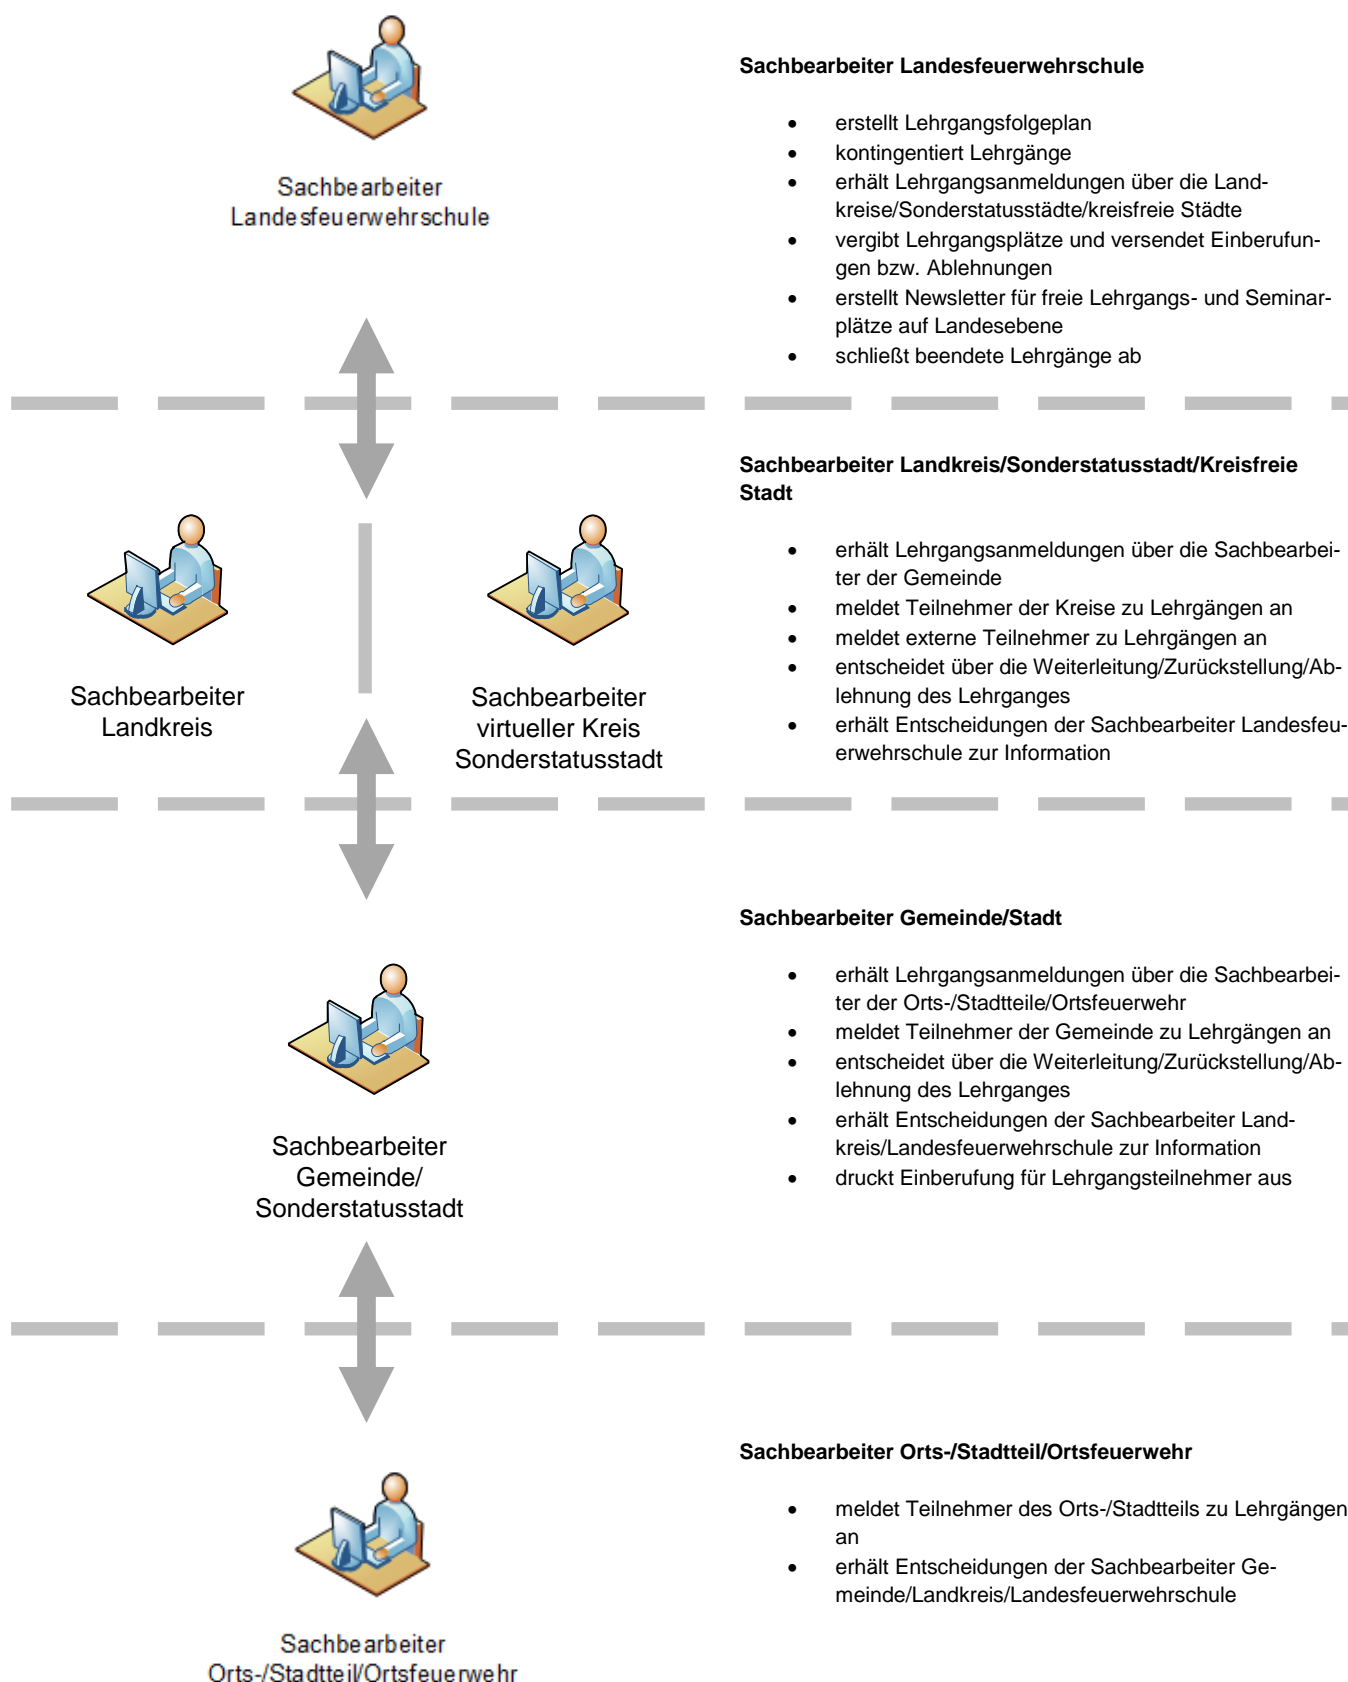 Sachbearbeiter
Landesfeuerwehrschule
Sachbearbeiter Landesfeuerwehrschule
• erstellt Lehrgangsfolgeplan
• kontingentiert Lehrgänge
• erhält Lehrgangsanmeldungen über die Land-
kreise/Sonderstatusstädte/kreisfreie Städte
• vergibt Lehrgangsplätze und versendet Einberufun-
gen bzw. Ablehnungen
• erstellt Newsletter für freie Lehrgangs- und Seminar-
plätze auf Landesebene
• schließt beendete Lehrgänge ab
Sachbearbeiter
Landkreis
Sachbearbeiter
virtueller Kreis
Sonderstatusstadt
Sachbearbeiter Landkreis/Sonderstatusstadt/Kreisfreie
Stadt
• erhält Lehrgangsanmeldungen über die Sachbearbei-
ter der Gemeinde
• meldet Teilnehmer der Kreise zu Lehrgängen an
• meldet externe Teilnehmer zu Lehrgängen an
• entscheidet über die Weiterleitung/Zurückstellung/Ab-
lehnung des Lehrganges
• erhält Entscheidungen der Sachbearbeiter Landesfeu-
erwehrschule zur Information
Sachbearbeiter
Gemeinde/
Sonderstatusstadt
Sachbearbeiter Gemeinde/Stadt
• erhält Lehrgangsanmeldungen über die Sachbearbei-
ter der Orts-/Stadtteile/Ortsfeuerwehr
• meldet Teilnehmer der Gemeinde zu Lehrgängen an
• entscheidet über die Weiterleitung/Zurückstellung/Ab-
lehnung des Lehrganges
• erhält Entscheidungen der Sachbearbeiter Land-
kreis/Landesfeuerwehrschule zur Information
• druckt Einberufung für Lehrgangsteilnehmer aus
Sachbearbeiter
Orts-/Stadtteil/Ortsfeuerwehr
Sachbearbeiter Orts-/Stadtteil/Ortsfeuerwehr
• meldet Teilnehmer des Orts-/Stadtteils zu Lehrgängen
an
• erhält Entscheidungen der Sachbearbeiter Ge-
meinde/Landkreis/Landesfeuerwehrschule